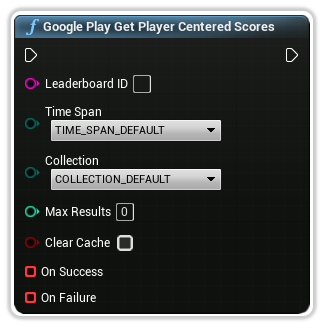 Google Play Get Player Centered Scores
Leaderboard ID
Time Span
TIME_SPAN_DEFAULT
Collection
COLLECTION_DEFAULT
Max Results 0
Clear Cache
On Success
On Failure